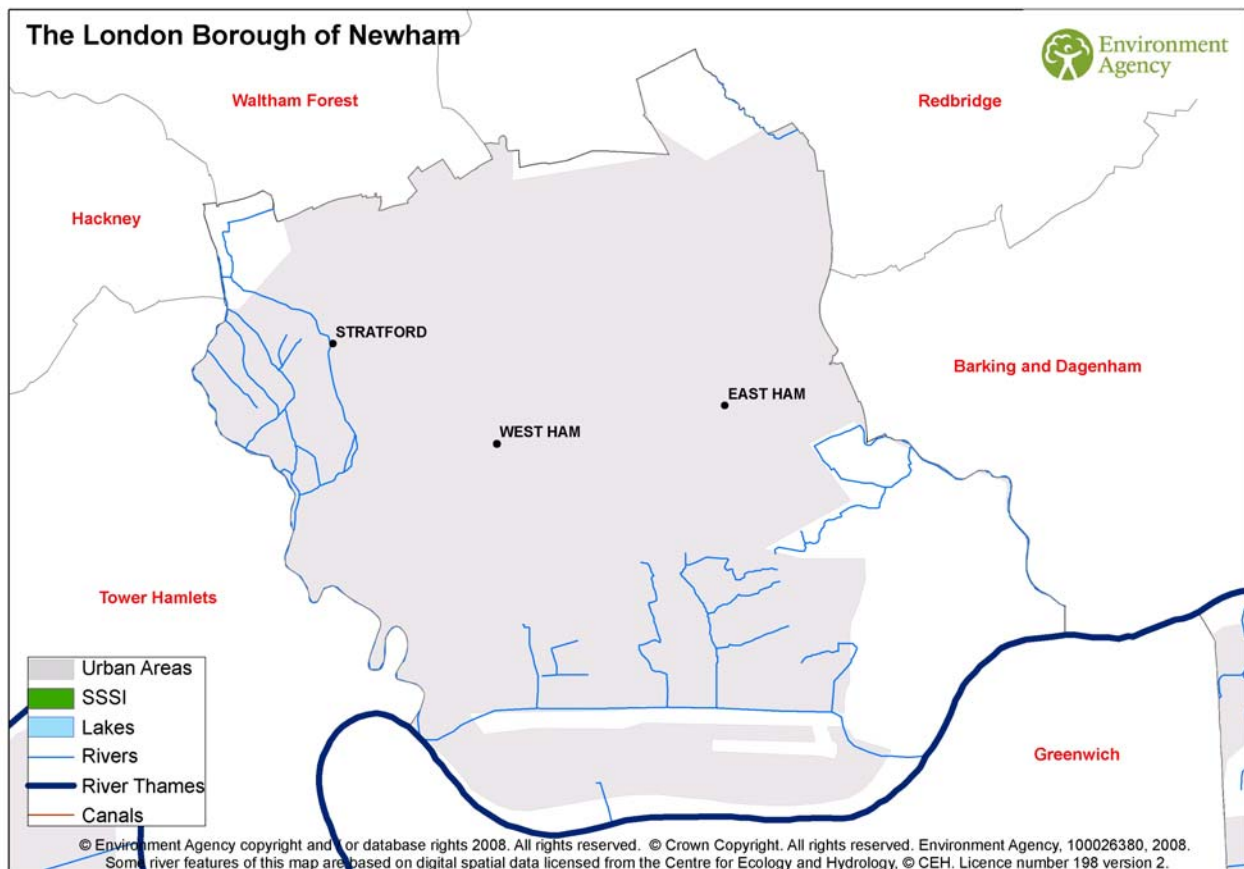 The London Borough of Newham
Environment
Agency
Waltham Forest
Redbridge
Hackney
STRATFORD
Barking and Dagenham
EAST HAM
WEST HAM
Tower Hamlets
Urban Areas
SSSI
Lakes
Rivers
River Thames
Canals
Greenwich
© Environment Agency copyright and / or database rights 2008. All rights reserved. © Crown Copyright. All rights reserved. Environment Agency, 100026380, 2008.
Some river features of this map are based on digital spatial data licensed from the Centre for Ecology and Hydrology, © CEH. Licence number 198 version 2.